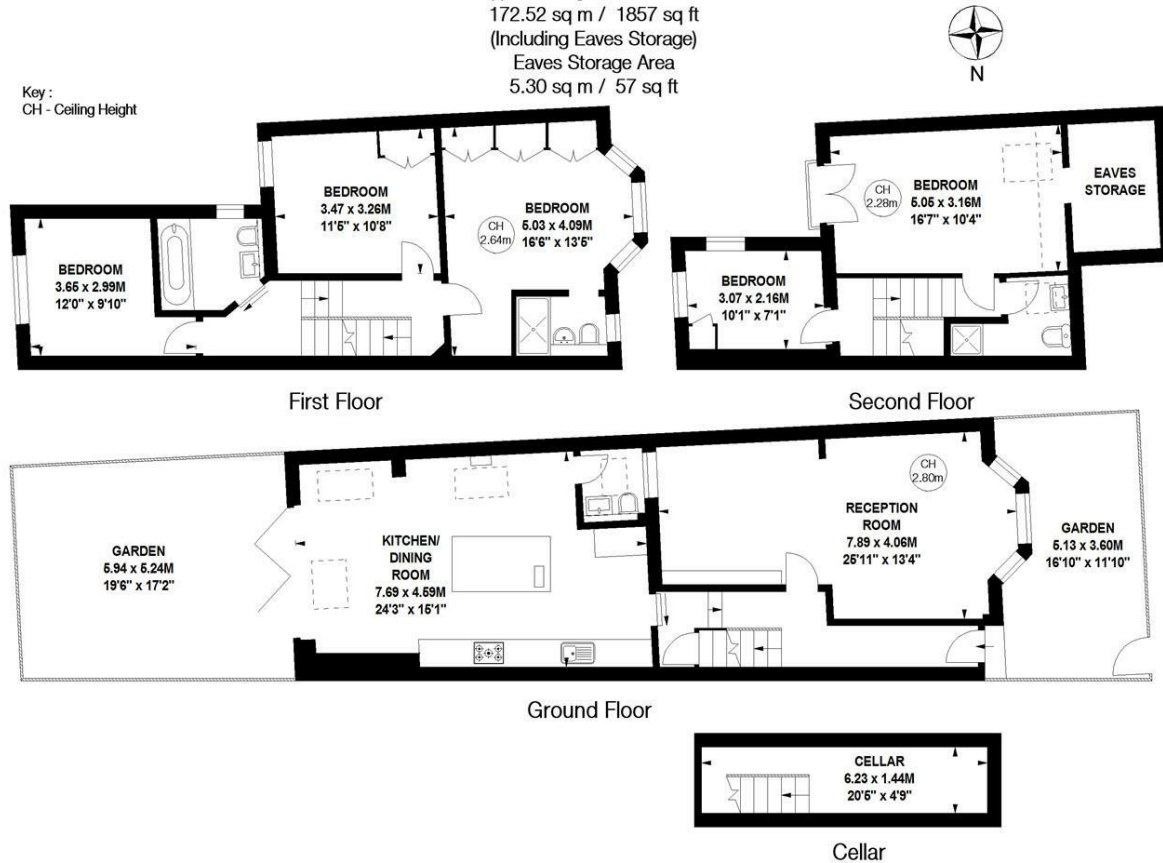 172.52 sq m / 1857 sq ft
(Including Eaves Storage)
Eaves Storage Area
5.30 sq m / 57 sq ft
N
Key :
CH - Ceiling Height
BEDROOM
3.65 x 2.99M
12'0" x 9'10"
BEDROOM
3.47 x 3.26M
11'5" x 10'8"
CH
2.64m
BEDROOM
5.03 x 4.09M
16'6" x 13'5"
First Floor
BEDROOM
3.07 x 2.16M
10'1" x 7'1"
CH
2.28m
BEDROOM
5.05 x 3.16M
16'7" x 10'4"
EAVES
STORAGE
Second Floor
GARDEN
5.94 x 5.24M
19'6" x 17'2"
KITCHEN/
DINING
ROOM
7.69 x 4.59M
24'3" x 15'1"
CH
2.80m
RECEPTION
ROOM
7.89 x 4.06M
25'11" x 13'4"
GARDEN
5.13 x 3.60M
16'10" x 11'10"
Ground Floor
CELLAR
6.23 x 1.44M
20'5" x 4'9"
Cellar